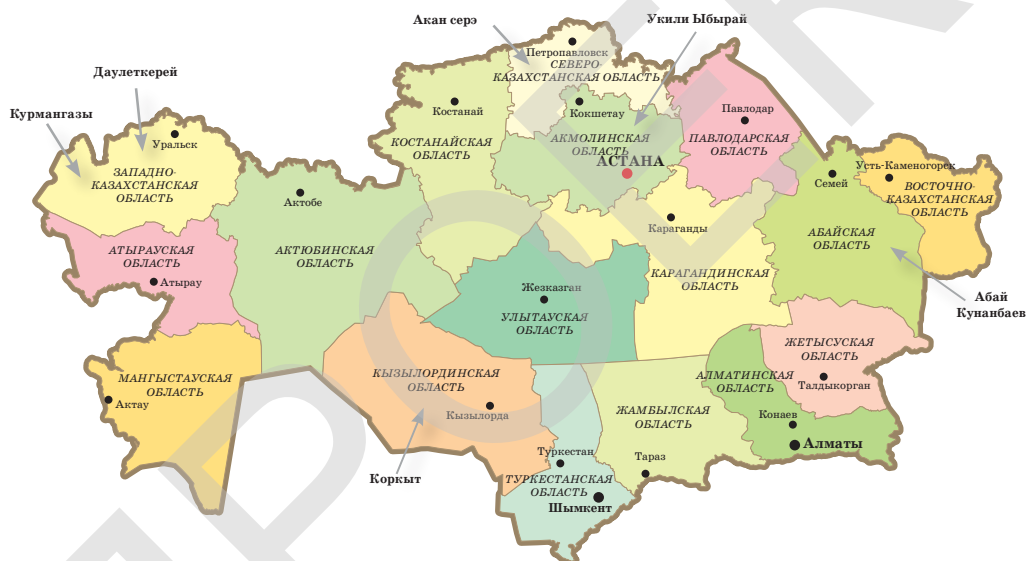 Акан серэ
Укили Ыбырай
Даулеткерей
Курмангазы
Петропавловск
СЕВЕРО-
КАЗАХСТАНСКАЯ ОБЛАСТЬ
Костанай
КОСТАНАЙСКАЯ
ОБЛАСТЬ
Кокшетау
АКМОЛИНСКАЯ
ОБЛАСТЬ
АСТАНА
Павлодар
ПАВЛОДАРСКАЯ
ОБЛАСТЬ
Уральск
ЗАПАДНО-
КАЗАХСТАНСКАЯ
ОБЛАСТЬ
Актобе
АКТЮБИНСКАЯ
ОБЛАСТЬ
Семей
Усть-Каменогорск
ВОСТОЧНО-
КАЗАХСТАНСКАЯ
ОБЛАСТЬ
АБАЙСКАЯ
ОБЛАСТЬ
Караганды
КАРАГАНДИНСКАЯ
ОБЛАСТЬ
АТЫРАУСКАЯ
ОБЛАСТЬ
Атырау
Жезказган
УЛЫТАУСКАЯ
ОБЛАСТЬ
Абай
Кунанбаев
МАНГЫСТАУСКАЯ
ОБЛАСТЬ
Актау
КЫЗЫЛОРДИНСКАЯ
ОБЛАСТЬ
Кызылорда
Коркыт
ЖЕТЫСУСКАЯ
ОБЛАСТЬ
Талдыкорган
АЛМАТИНСКАЯ
ОБЛАСТЬ
Конаев
Алматы
ЖАМБЫЛСКАЯ
ОБЛАСТЬ
Тараз
Туркестан
ТУРКЕСТАНСКАЯ
ОБЛАСТЬ
Шымкент